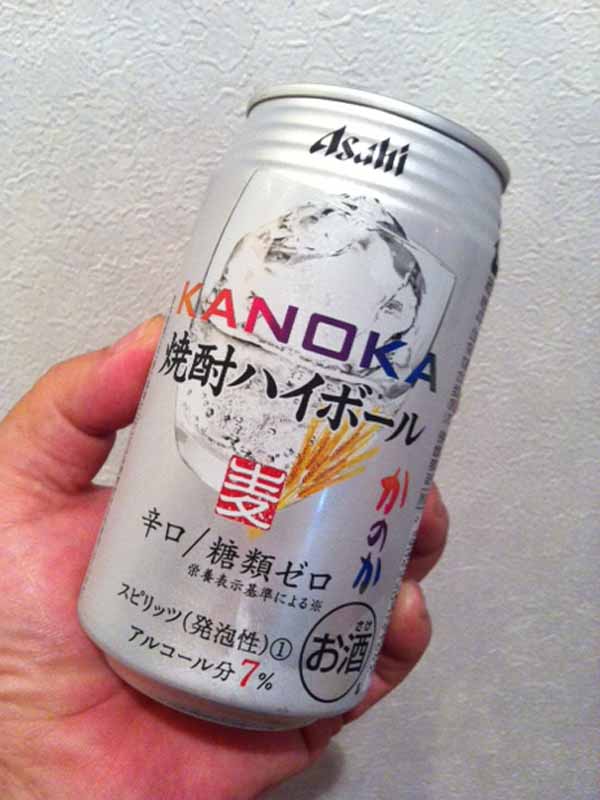 Asahi
KANOKA
焼酎ハイボール
かのか
麦
辛口/糖類ゼロ
栄養表示基準による※
スピリッツ(発泡性)①
アルコール分7%
さけ
お酒